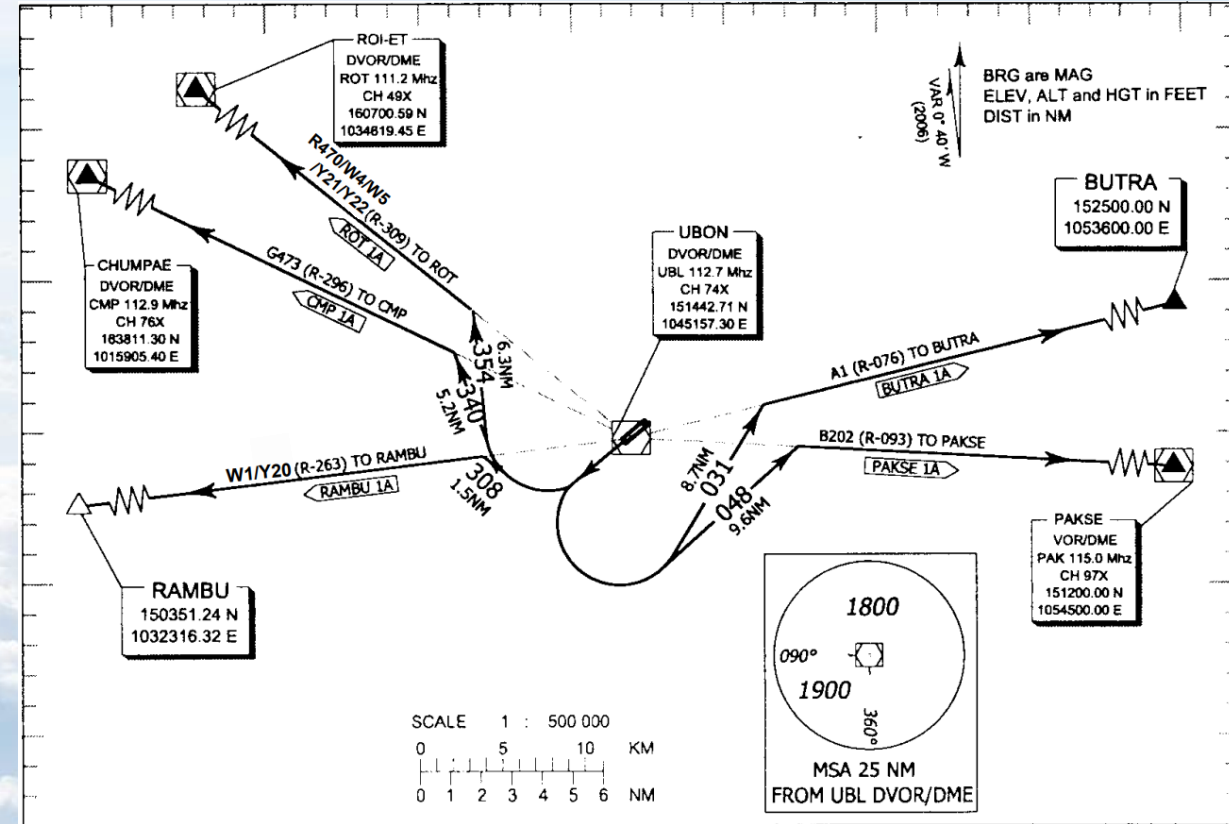 ROI-ET
DVOR/DME
ROT 111.2 Mhz
CH 49X
160700.59 N
1034619.45 E
VAR 0° 40' W
(2006)
BRG are MAG
ELEV, ALT and HGT in FEET
DIST in NM
BUTRA
152500.00 N
1053600.00 E
R470/W4/W5
/Y21/Y22 (R-309) TO ROT
ROT 1A
UBON
DVOR/DME
UBL 112.7 Mhz
CH 74X
151442.71 N
1045157.30 E
CHUMPAE
DVOR/DME
CMP 112.9 Mhz
CH 76X
163811.30 N
1015905.40 E
G473 (R-296) TO CMP
CMP 1A
354
6.3NM
340
5.2NM
A1 (R-076) TO BUTRA
BUTRA 1A
W1/Y20 (R-263) TO RAMBU
RAMBU 1A
308
1.5NM
8.7NM
031
048
9.6NM
B202 (R-093) TO PAKSE
PAKSE 1A
PAKSE
VOR/DME
PAK 115.0 Mhz
CH 97X
151200.00 N
1054500.00 E
RAMBU
150351.24 N
1032316.32 E
1800
090°
1900
360°
MSA 25 NM
FROM UBL DVOR/DME
SCALE 1 : 500 000
0 5 10 KM
0 1 2 3 4 5 6 NM